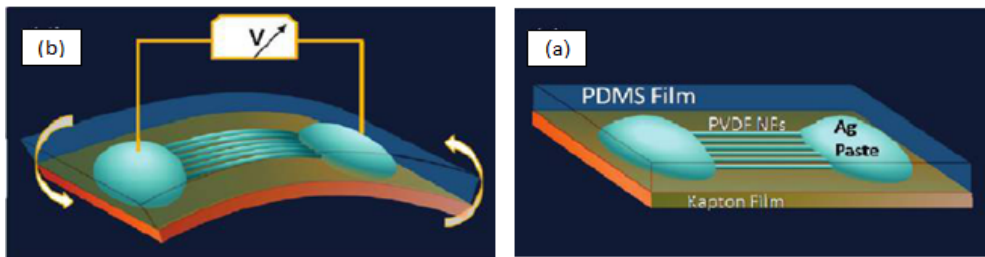 (b)
V
(a)
PDMS Film
PVDF NFs
Ag
Paste
Kapton Film